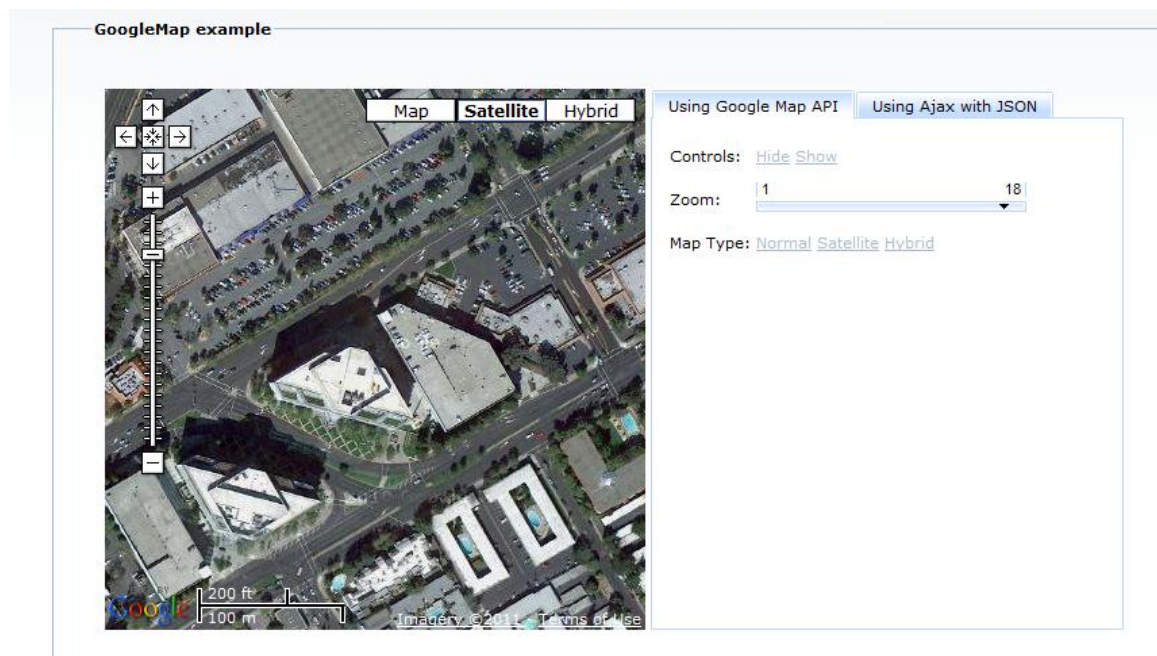 GoogleMap example
Map Satellite Hybrid
Using Google Map API Using Ajax with JSON
Controls: Hide Show
Zoom: 1 18
Map Type: Normal Satellite Hybrid
200 ft
100 m
Google
Imagery ©2011 - Terms of Use